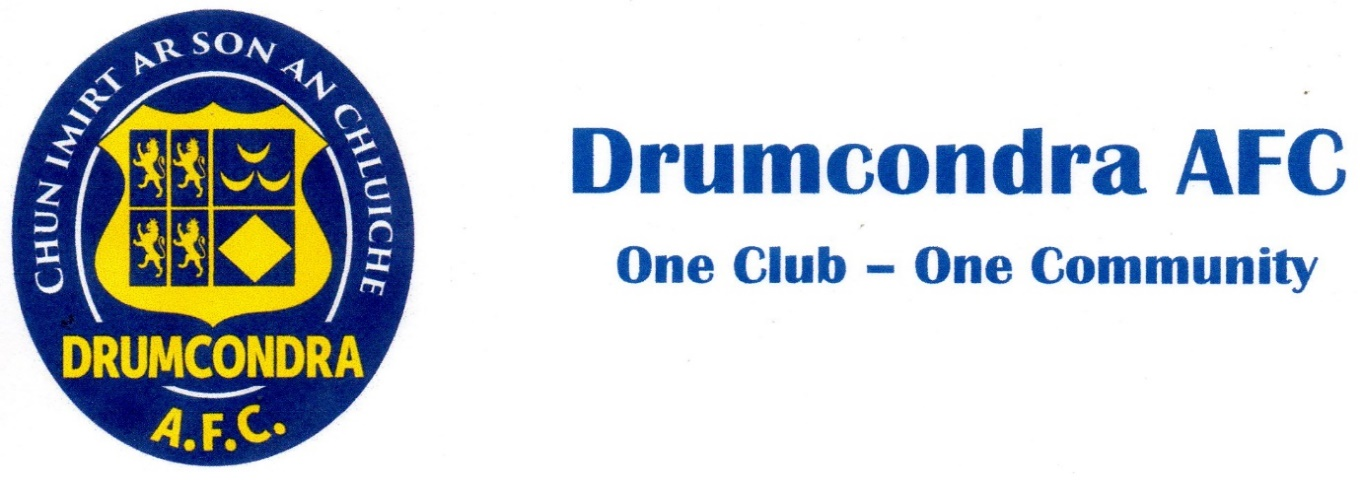 CHUN IMIRT AR SON AN CHLUICHE
DRUMCONDRA
A.F.C.
Drumcondra AFC
One Club – One Community